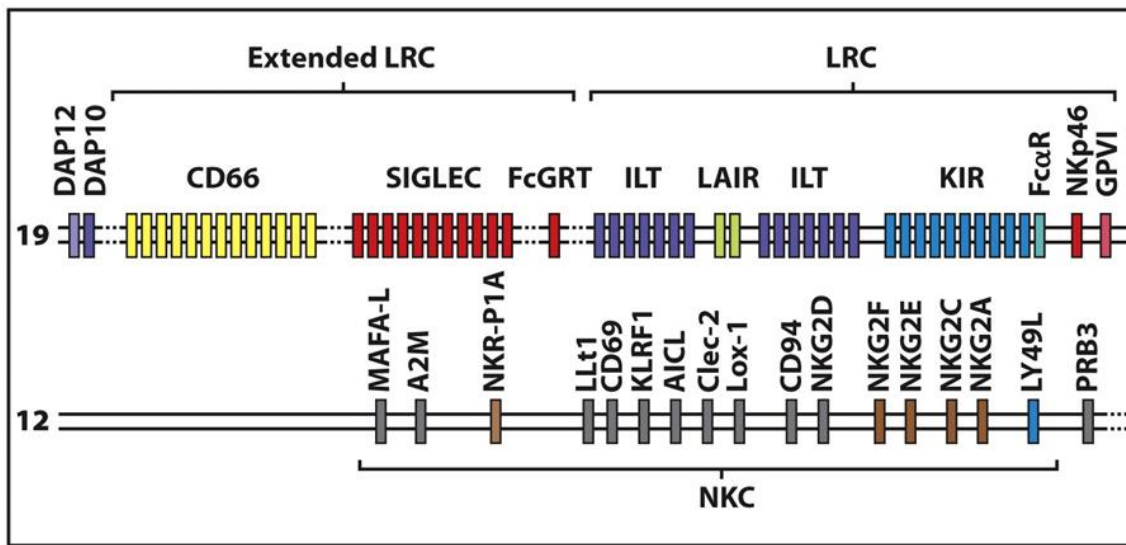 Extended LRC LRC
DAP12
DAP10
CD66 SIGLEC FcGRT ILT LAIR ILT KIR
FcαR
NKp46
GPVI
19
MAFA-L
A2M
NKR-P1A
LLt1
CD69
KLRF1
AICL
Clec-2
Lox-1
CD94
NKG2D
NKG2F
NKG2E
NKG2C
NKG2A
LY49L
PRB3
12
NKC